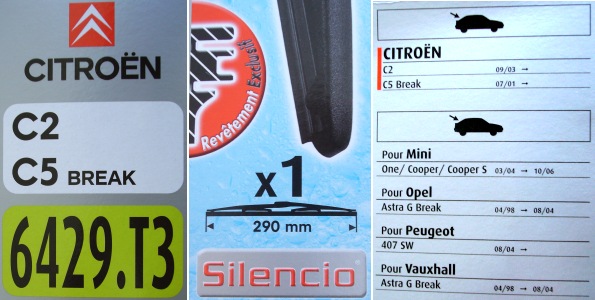 CITROËN
C2
C5 BREAK
6429.T3
Revêtement Exclusif!
x1
290 mm
Silencio
CITROËN
C2 09/03 →
C5 Break 07/01 →
Pour Mini
One/ Cooper/ Cooper S 03/04 → 10/06
Pour Opel
Astra G Break 04/98 → 08/04
Pour Peugeot
407 SW 08/04 →
Pour Vauxhall
Astra G Break 04/98 → 08/04